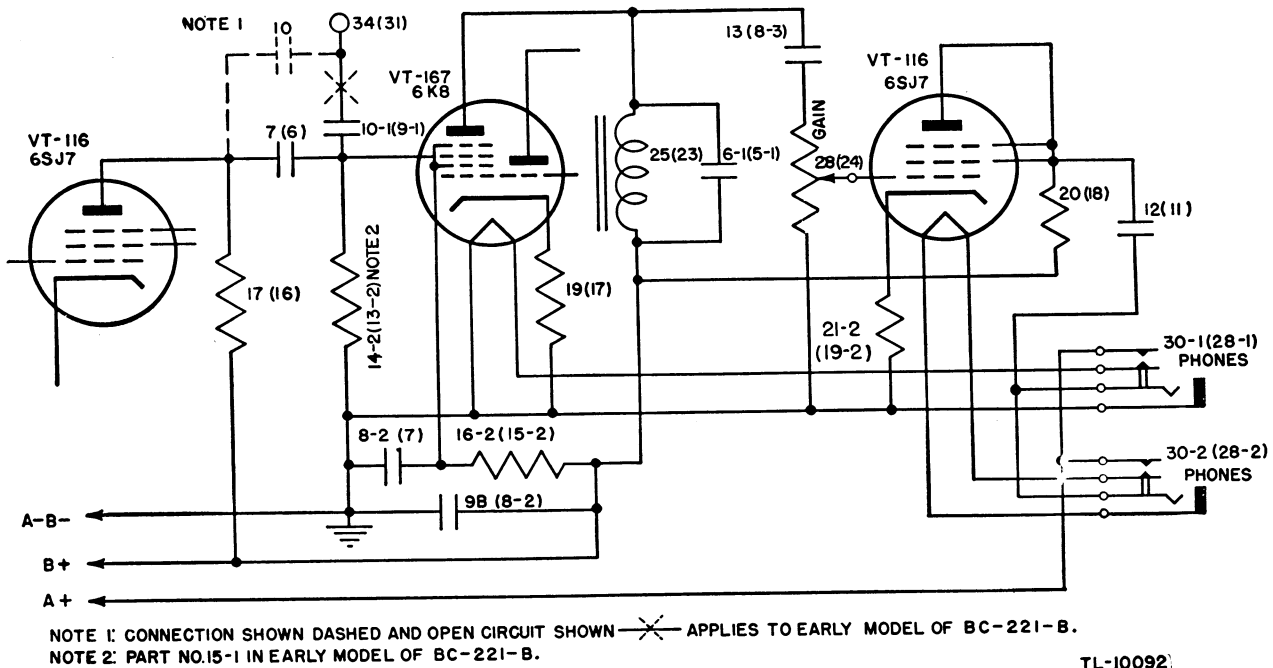 NOTE 1
10
34(31)
13(8-3)
VT-167
6K8
VT-116
6SJ7
VT-116
6SJ7
7(6)
10-1(9-1)
GAIN
25(23)
6-1(5-1)
28(24)
20(18)
12(11)
17(16)
14-2(13-2)NOTE2
19(17)
21-2
(19-2)
30-1(28-1)
PHONES
8-2(7)
16-2(15-2)
30-2(28-2)
PHONES
9B(8-2)
A-B-
B+
A+
NOTE 1: CONNECTION SHOWN DASHED AND OPEN CIRCUIT SHOWN APPLIES TO EARLY MODEL OF BC-221-B.
NOTE 2: PART NO.15-1 IN EARLY MODEL OF BC-221-B.
TL-10092